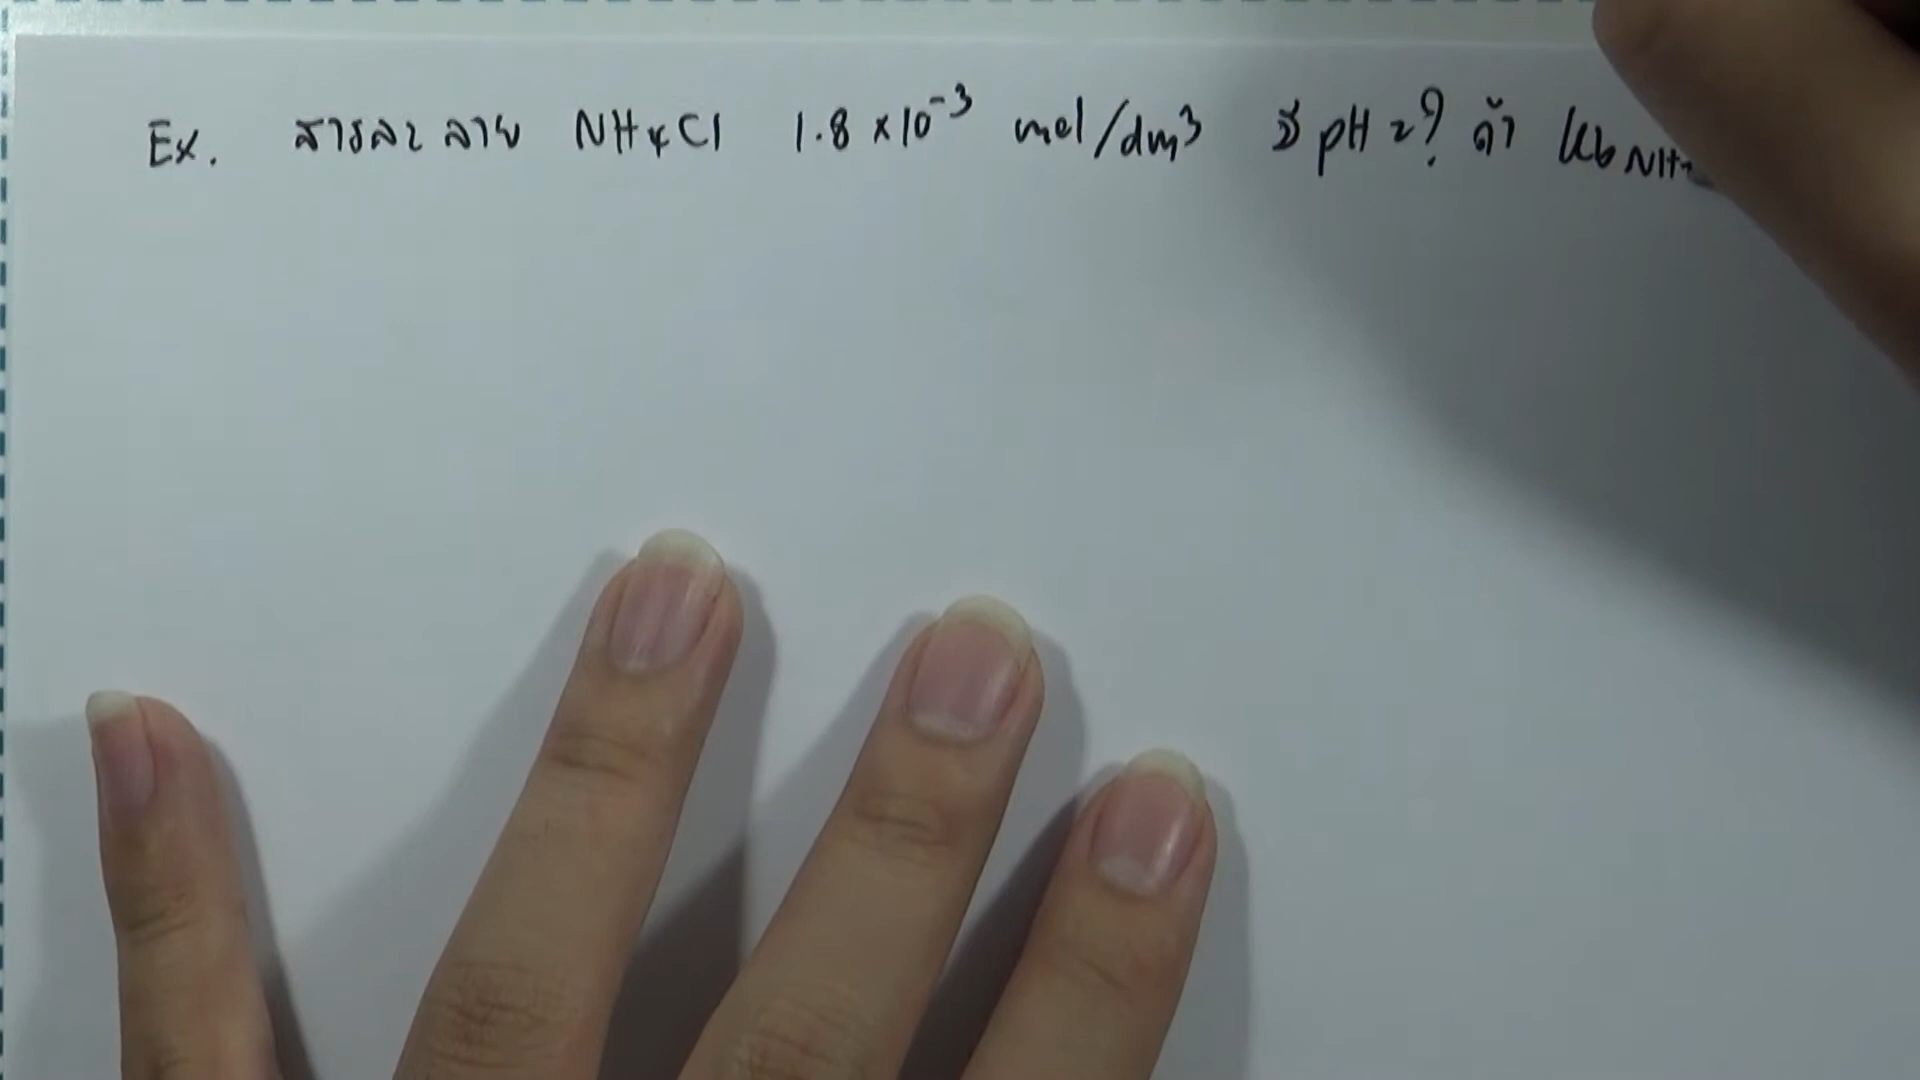 Ex. สารละลาย NH4Cl 1.8 ×10⁻³ mol/dm³ มี pH = ? ถ้า Kb NH